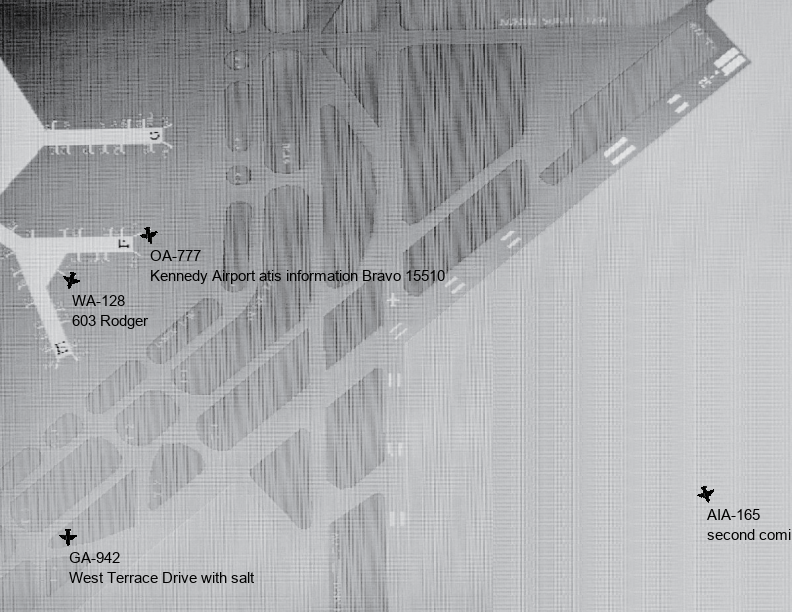 G
F
OA-777
Kennedy Airport atis information Bravo 15510
WA-128
603 Rodger
AIA-165
second comi
GA-942
West Terrace Drive with salt